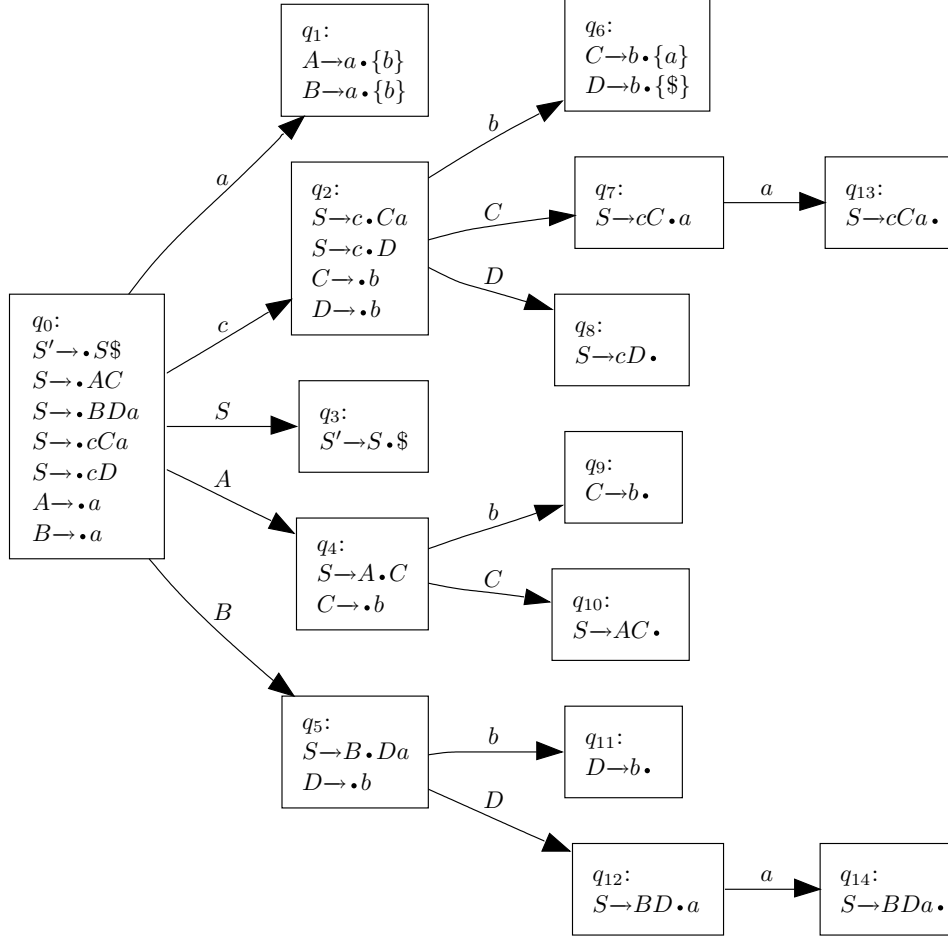 q₁:
A→a•{b}
B→a•{b}
q₆:
C→b•{a}
D→b•{$}
b
a
q₂:
S→c•Ca
S→c•D
C→•b
D→•b
C
q₇:
S→cC•a
a
q₁₃:
S→cCa•
D
q₈:
S→cD•
q₀:
S′→•S$
S→•AC
S→•BDa
S→•cCa
S→•cD
A→•a
B→•a
c
S
q₃:
S′→S•$
A
q₄:
S→A•C
C→•b
b
q₉:
C→b•
C
q₁₀:
S→AC•
B
q₅:
S→B•Da
D→•b
b
q₁₁:
D→b•
D
q₁₂:
S→BD•a
a
q₁₄:
S→BDa•